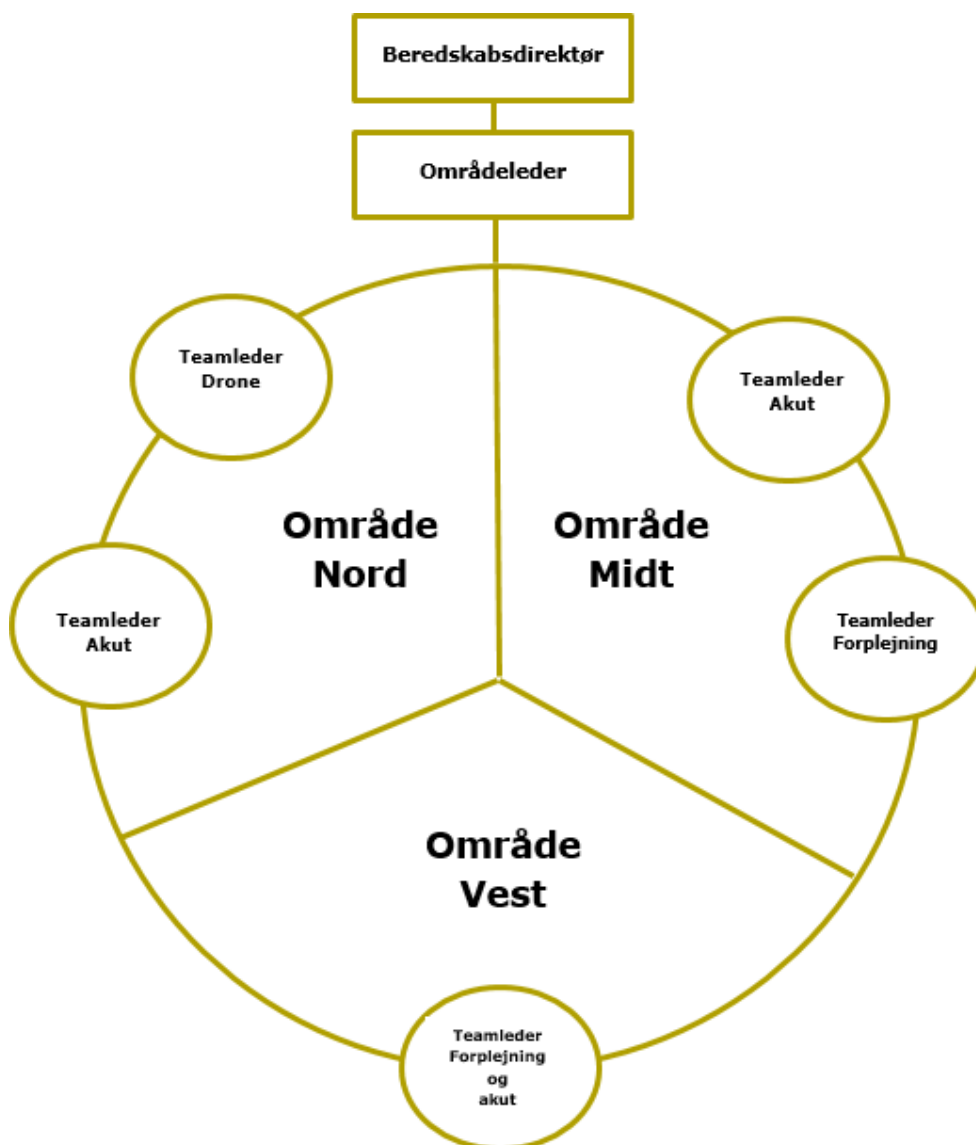 Beredskabsdirektør
Områdeleder
Teamleder
Drone
Teamleder
Akut
Område
Nord
Område
Midt
Teamleder
Akut
Teamleder
Forplejning
Område
Vest
Teamleder
Forplejning
og
akut